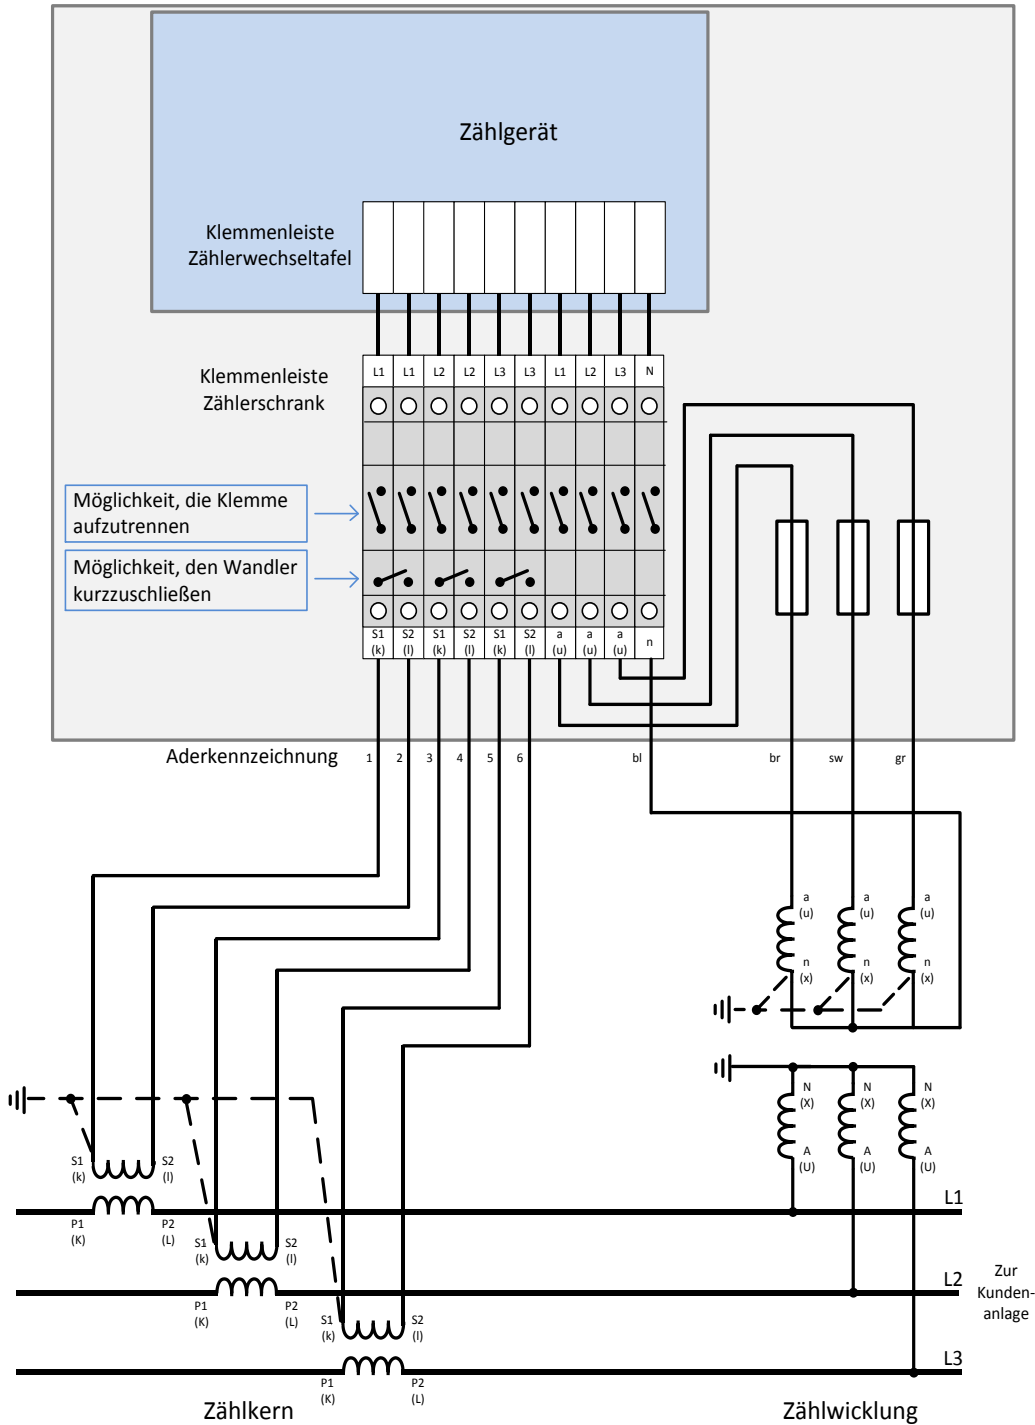 Zählgerät
Klemmenleiste
Zählerwechseltafel
Klemmenleiste
Zählerschrank
L1 L1 L2 L2 L3 L3 L1 L2 L3 N
Möglichkeit, die Klemme
aufzutrennen
Möglichkeit, den Wandler
kurzzuschließen
S1 S2 S1 S2 S1 S2 a a a n
(k) (l) (k) (l) (k) (l) (u) (u) (u)
Aderkennzeichnung 1 2 3 4 5 6 bl br sw gr
a a a
(u) (u) (u)
n n n
(x) (x) (x)
N N N
(X) (X) (X)
A A A
(U) (U) (U)
S1 S2
(k) (l)
P1 P2
(K) (L)
L1
S1 S2
(k) (l)
P1 P2
(K) (L)
L2
Zur
Kunden-
anlage
S1 S2
(k) (l)
P1 P2
(K) (L)
L3
Zählkern
Zählwicklung